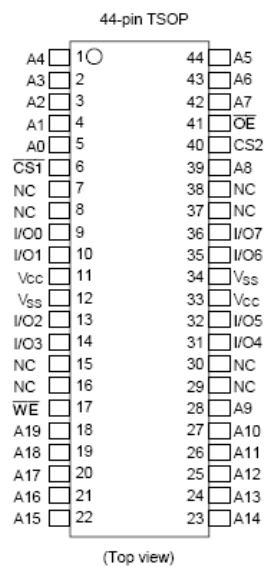 44-pin TSOP
A4 1 44 A5
A3 2 43 A6
A2 3 42 A7
A1 4 41 O̅E̅
A0 5 40 CS2
C̅S̅1̅ 6 39 A8
NC 7 38 NC
NC 8 37 NC
I/O0 9 36 I/O7
I/O1 10 35 I/O6
Vcc 11 34 Vss
Vss 12 33 Vcc
I/O2 13 32 I/O5
I/O3 14 31 I/O4
NC 15 30 NC
NC 16 29 NC
W̅E̅ 17 28 A9
A19 18 27 A10
A18 19 26 A11
A17 20 25 A12
A16 21 24 A13
A15 22 23 A14
(Top view)